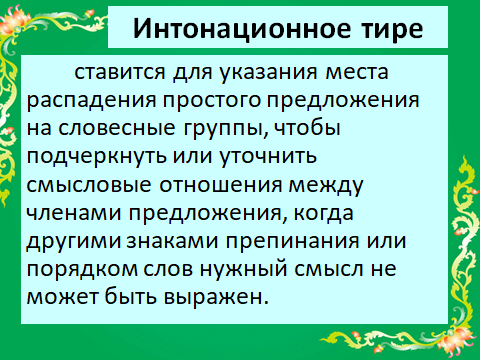 Интонационное тире
ставится для указания места
распадения простого предложения
на словесные группы, чтобы
подчеркнуть или уточнить
смысловые отношения между
членами предложения, когда
другими знаками препинания или
порядком слов нужный смысл не
может быть выражен.